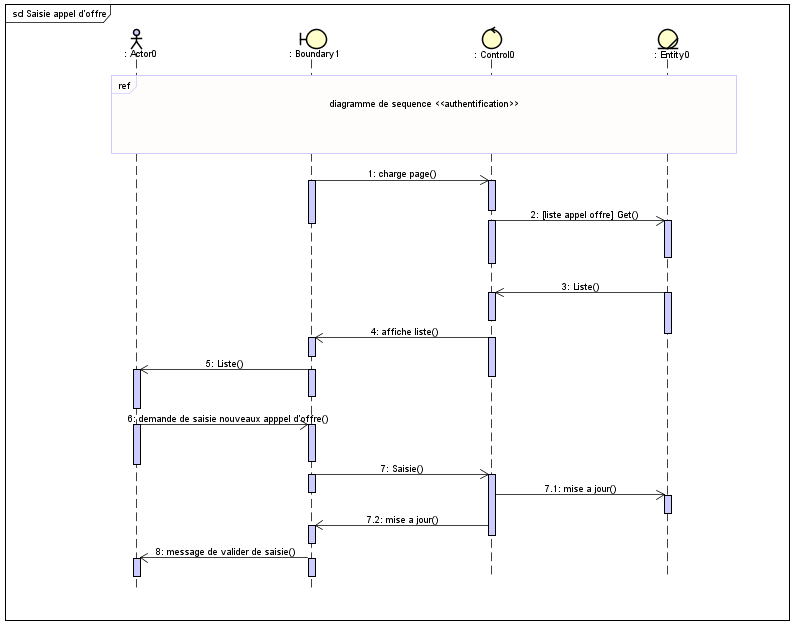 sd Saisie appel d'offre
: Actor0
: Boundary1
: Control0
: Entity0
ref
diagramme de sequence <<authentification>>
1: charge page()
2: [liste appel offre] Get()
3: Liste()
4: affiche liste()
5: Liste()
6: demande de saisie nouveaux apppel d'offre()
7: Saisie()
7.1: mise a jour()
7.2: mise a jour()
8: message de valider de saisie()